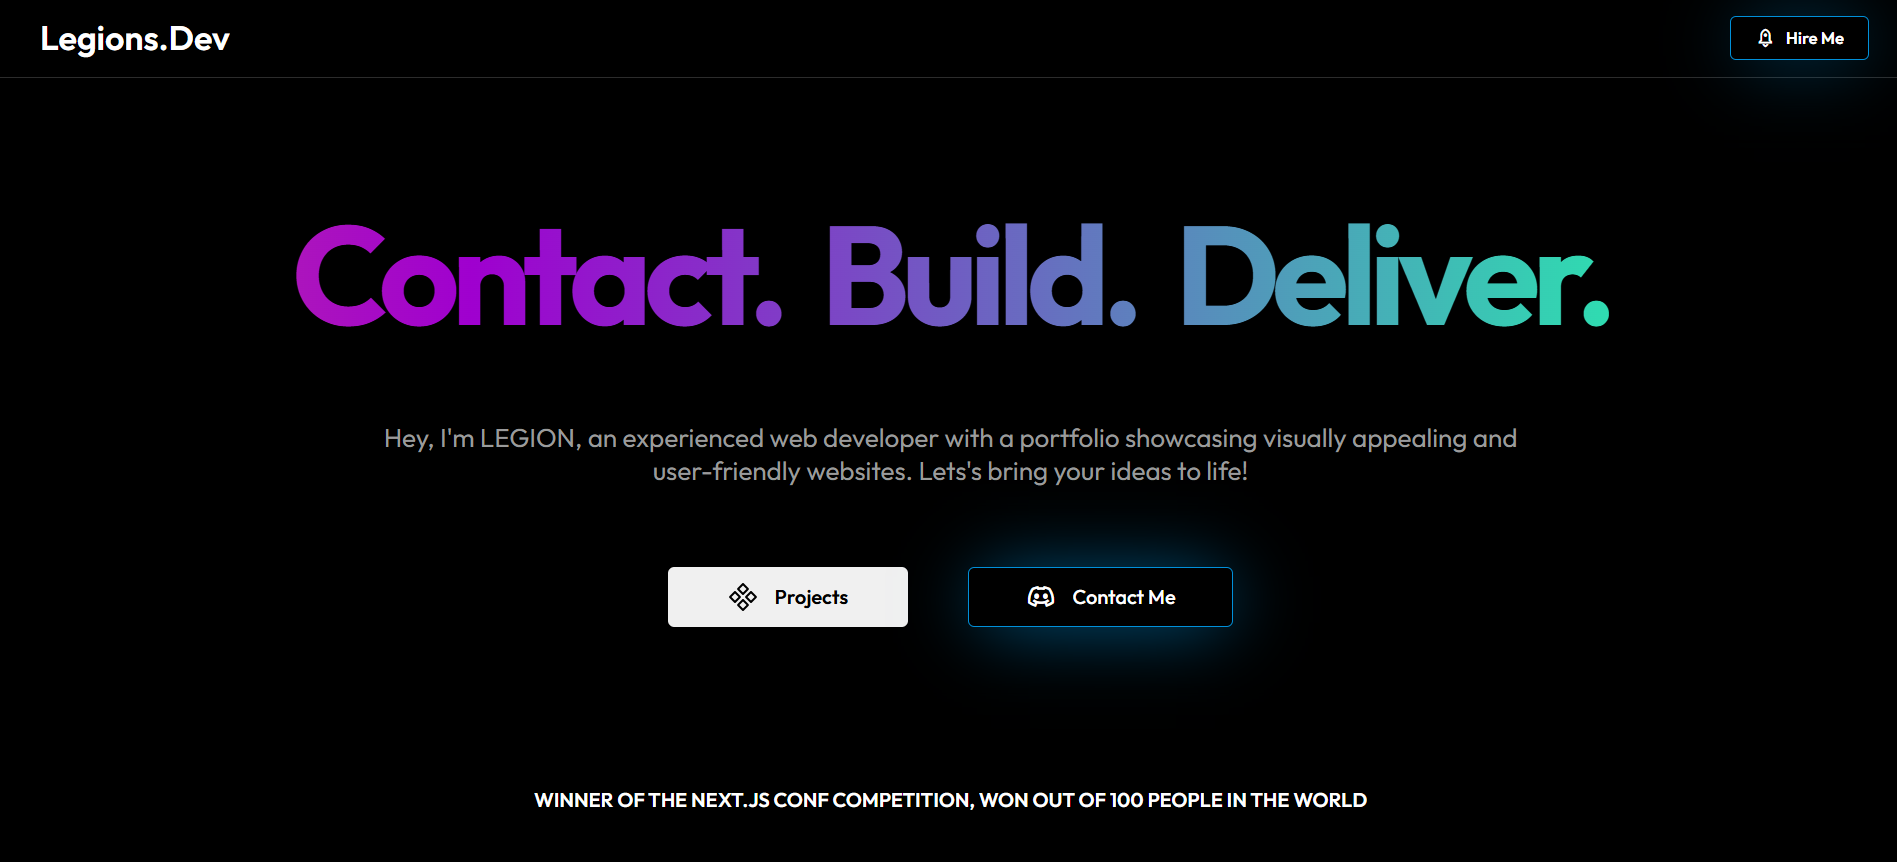 Legions.Dev
Hire Me
Contact. Build. Deliver.
Hey, I'm LEGION, an experienced web developer with a portfolio showcasing visually appealing and
user-friendly websites. Lets's bring your ideas to life!
Projects
Contact Me
WINNER OF THE NEXT.JS CONF COMPETITION, WON OUT OF 100 PEOPLE IN THE WORLD